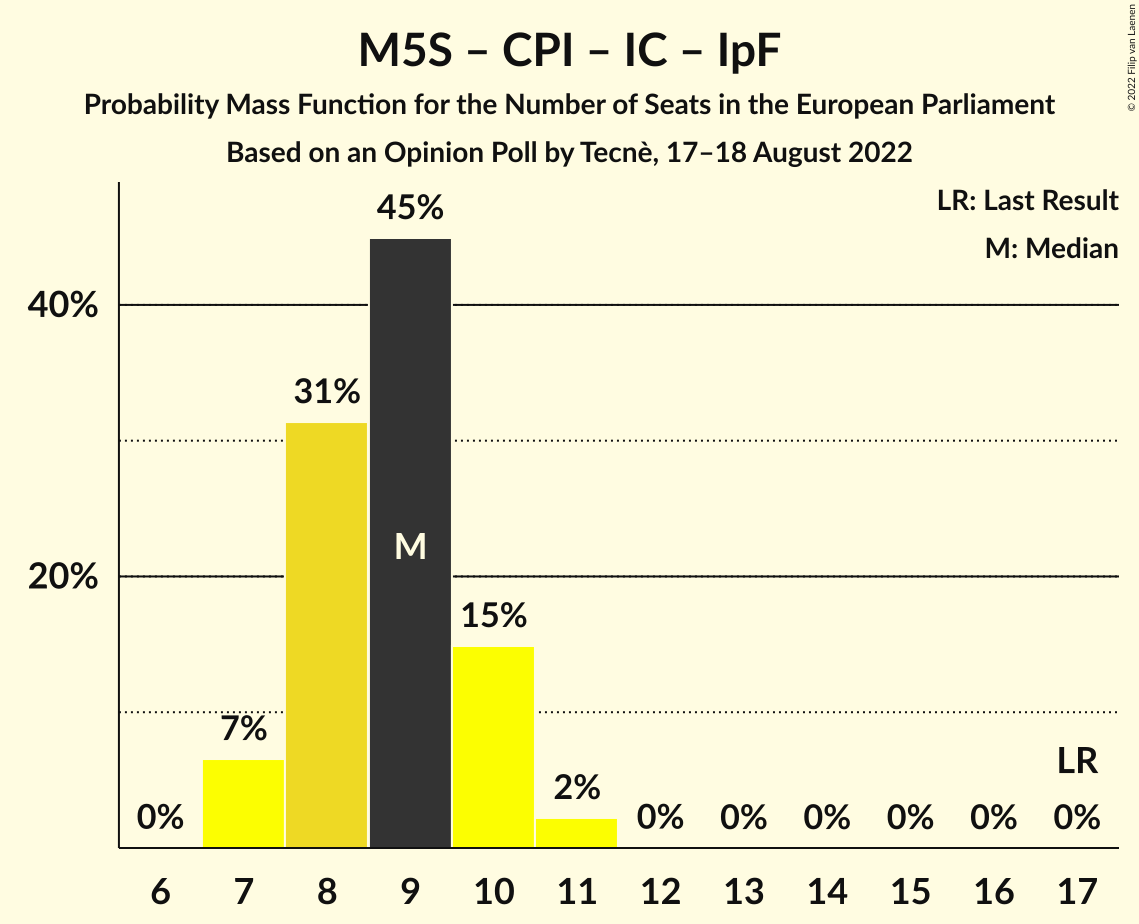 M5S – CPI – IC – IpF
Probability Mass Function for the Number of Seats in the European Parliament
Based on an Opinion Poll by Tecnè, 17–18 August 2022
© 2022 Filip van Laenen
LR: Last Result
M: Median
45%
40%
31%
M
20%
15%
7%
LR
2%
0% 0% 0% 0% 0% 0% 0%
6 7 8 9 10 11 12 13 14 15 16 17